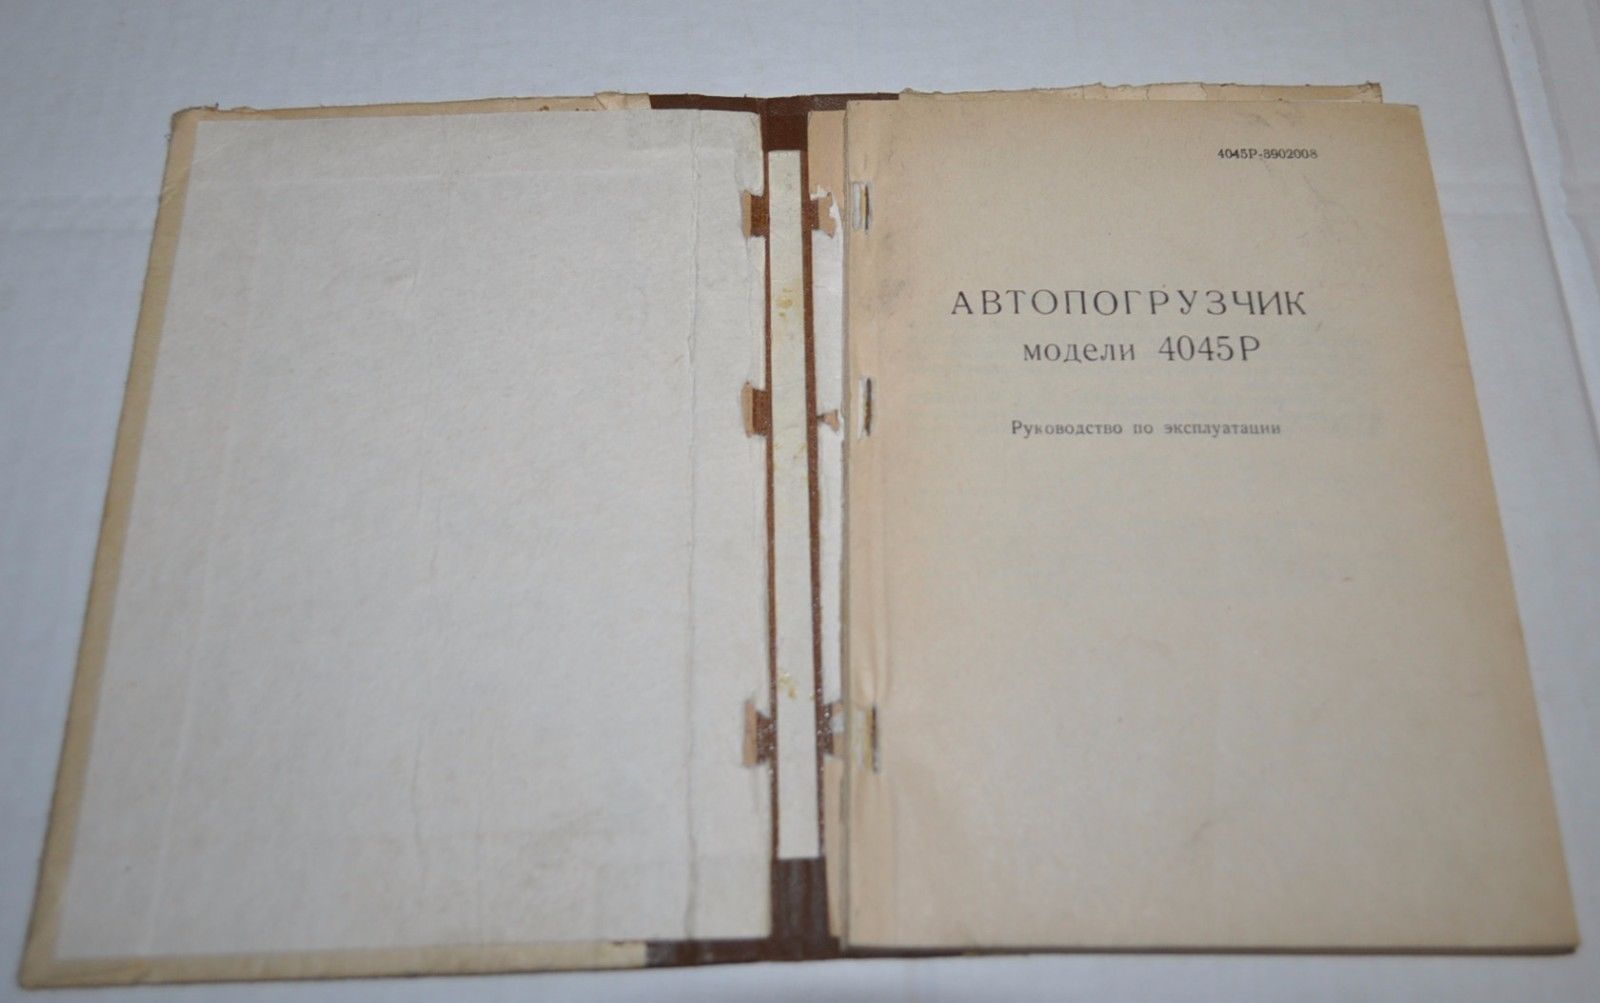 4045Р-3902008
АВТОПОГРУЗЧИК
модели 4045Р
Руководство по эксплуатации